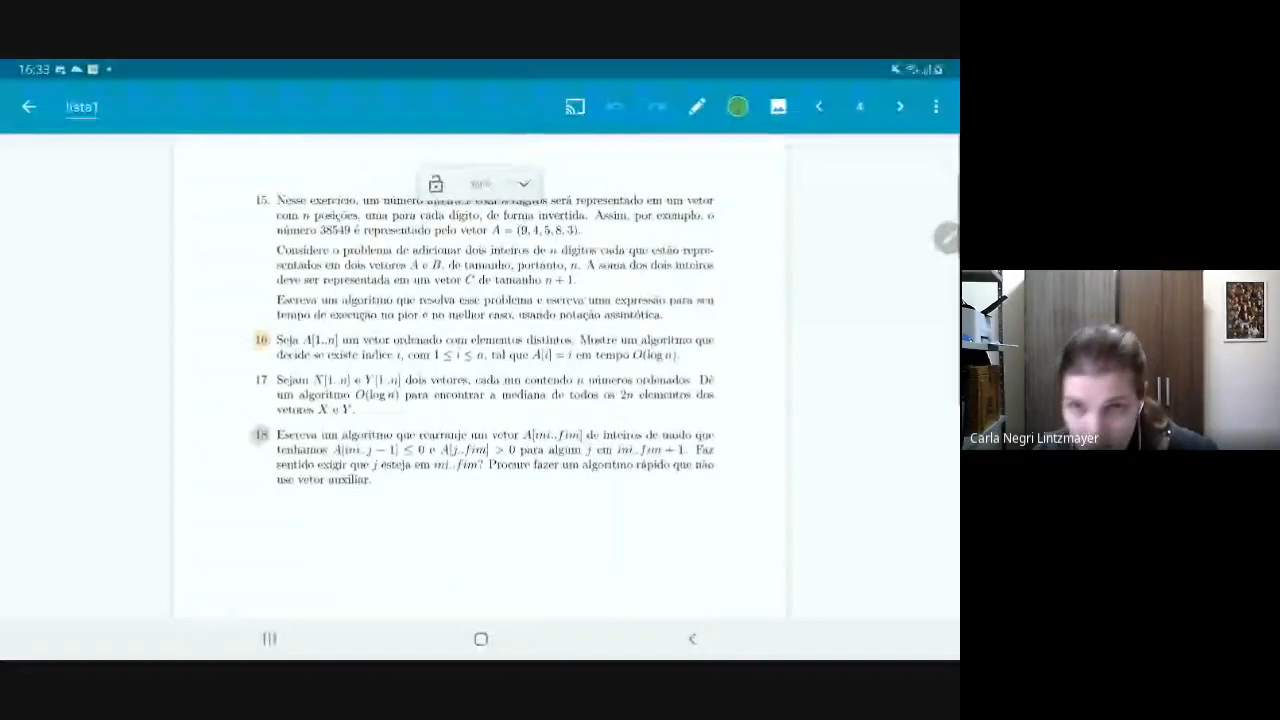 16:33
lista1
4
15. Nesse exercício, um número será representado em um vetor
com n posições, uma para cada dígito, de forma invertida. Assim, por exemplo, o
número 38549 é representado pelo vetor A = (9, 4, 5, 8, 3).
Considere o problema de adicionar dois inteiros de n dígitos cada que estão repre-
sentados em dois vetores A e B, de tamanho, portanto, n. A soma dos dois inteiros
deve ser representada em um vetor C de tamanho n + 1.
Escreva um algoritmo que resolva esse problema e escreva uma expressão para seu
tempo de execução no pior e no melhor caso, usando notação assintótica.
16. Seja A[1..n] um vetor ordenado com elementos distintos. Mostre um algoritmo que
decide se existe índice i, com 1 ≤ i ≤ n, tal que A[i] = i em tempo O(log n).
17. Sejam X[1..n] e Y[1..n] dois vetores, cada um contendo n números ordenados. Dê
um algoritmo O(log n) para encontrar a mediana de todos os 2n elementos dos
vetores X e Y.
18. Escreva um algoritmo que rearranje um vetor A[ini..fim] de inteiros de modo que
tenhamos A[ini..j − 1] ≤ 0 e A[j..fim] > 0 para algum j em ini..fim + 1. Faz
sentido exigir que j esteja em ini..fim? Procure fazer um algoritmo rápido que não
use vetor auxiliar.
Carla Negri Lintzmayer